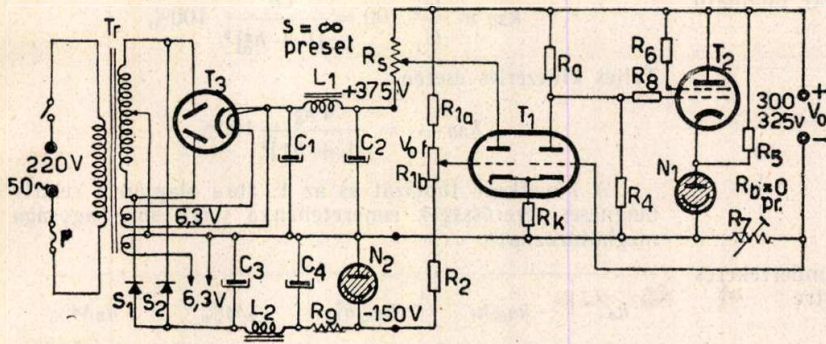 Tr
220V
50~
T3
6,3V
S1
S2
6,3V
C3
L2
C4
R9
N2
-150V
s=∞
preset
L1
+375V
C1
C2
Rs
R1a
Vo1
R1b
R2
T1
Rk
Ra
R4
R6
R8
T2
N1
R5
Rb=0
pr.
R7
300
325V
+
Vo
-